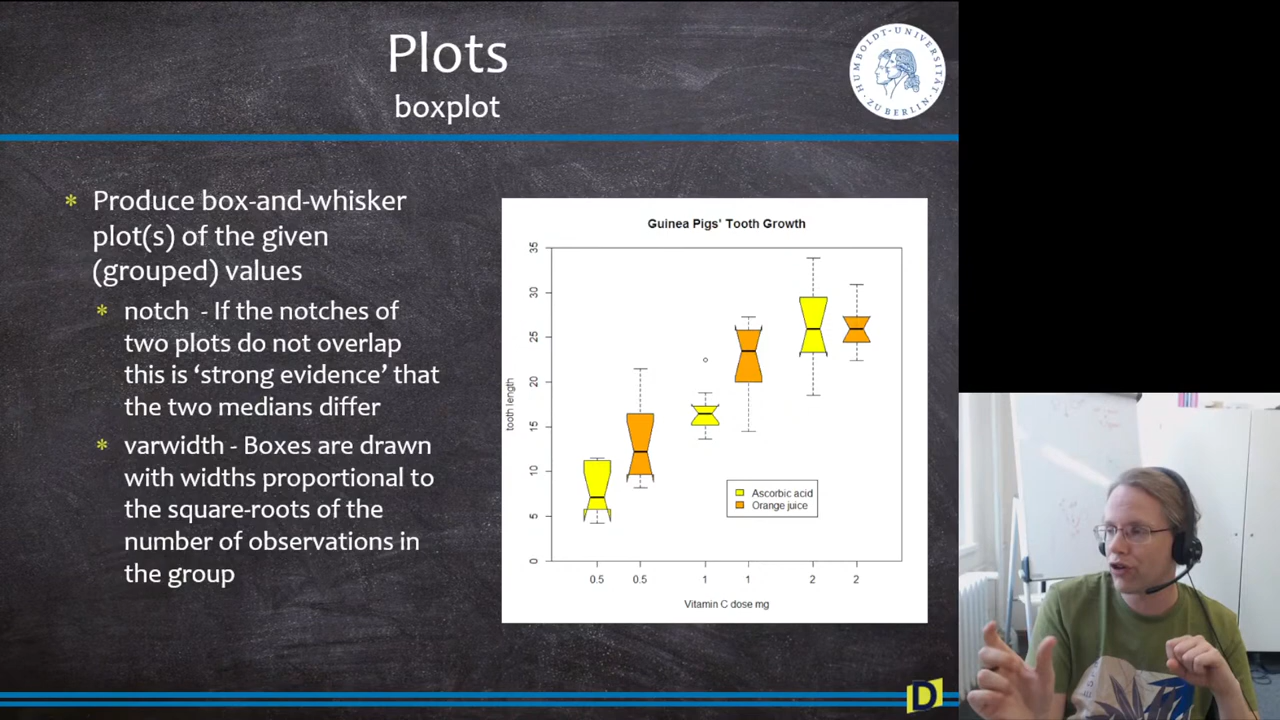 Plots
boxplot
HUMBOLDT-UNIVERSITÄT
ZU BERLIN
* Produce box-and-whisker
plot(s) of the given
(grouped) values
* notch - If the notches of
two plots do not overlap
this is ‘strong evidence’ that
the two medians differ
* varwidth - Boxes are drawn
with widths proportional to
the square-roots of the
number of observations in
the group
Guinea Pigs' Tooth Growth
tooth length
35
30
25
20
15
10
5
0
Ascorbic acid
Orange juice
0.5 0.5 1 1 2 2
Vitamin C dose mg
D